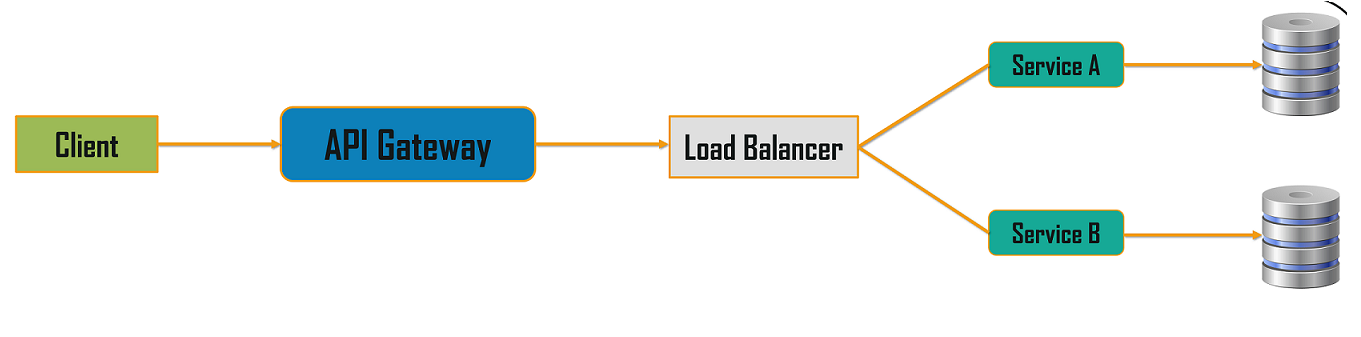 Client
API Gateway
Load Balancer
Service A
Service B